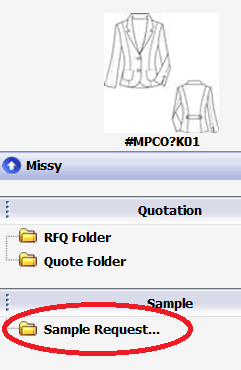 #MPCO?K01
Missy
Quotation
RFQ Folder
Quote Folder
Sample
Sample Request...